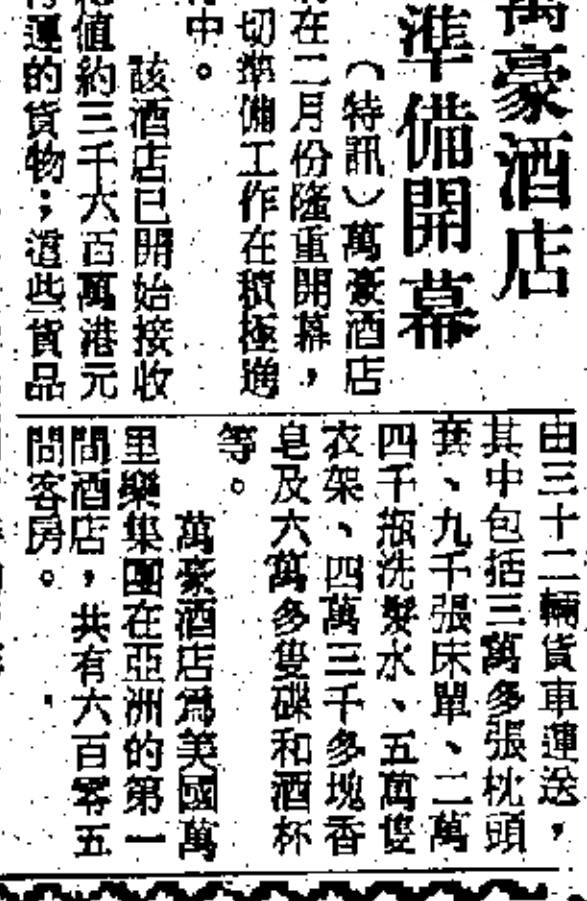 萬豪酒店
準備開幕
（特訊）萬豪酒店
在二月份隆重開幕，
切準備工作在積極進
中。
該酒店已開始接收
值約三千六百萬港元
運的貨物；這些貨品
由三十二輛貨車運送，
其中包括三萬多張枕頭
套、九千張床單、二萬
四千瓶洗髮水、五萬隻
衣架、四萬三千多塊香
皂及六萬多隻碟和酒杯
等。
萬豪酒店爲美國萬
里樂集團在亞洲的第一
間酒店，共有六百零五
間客房。